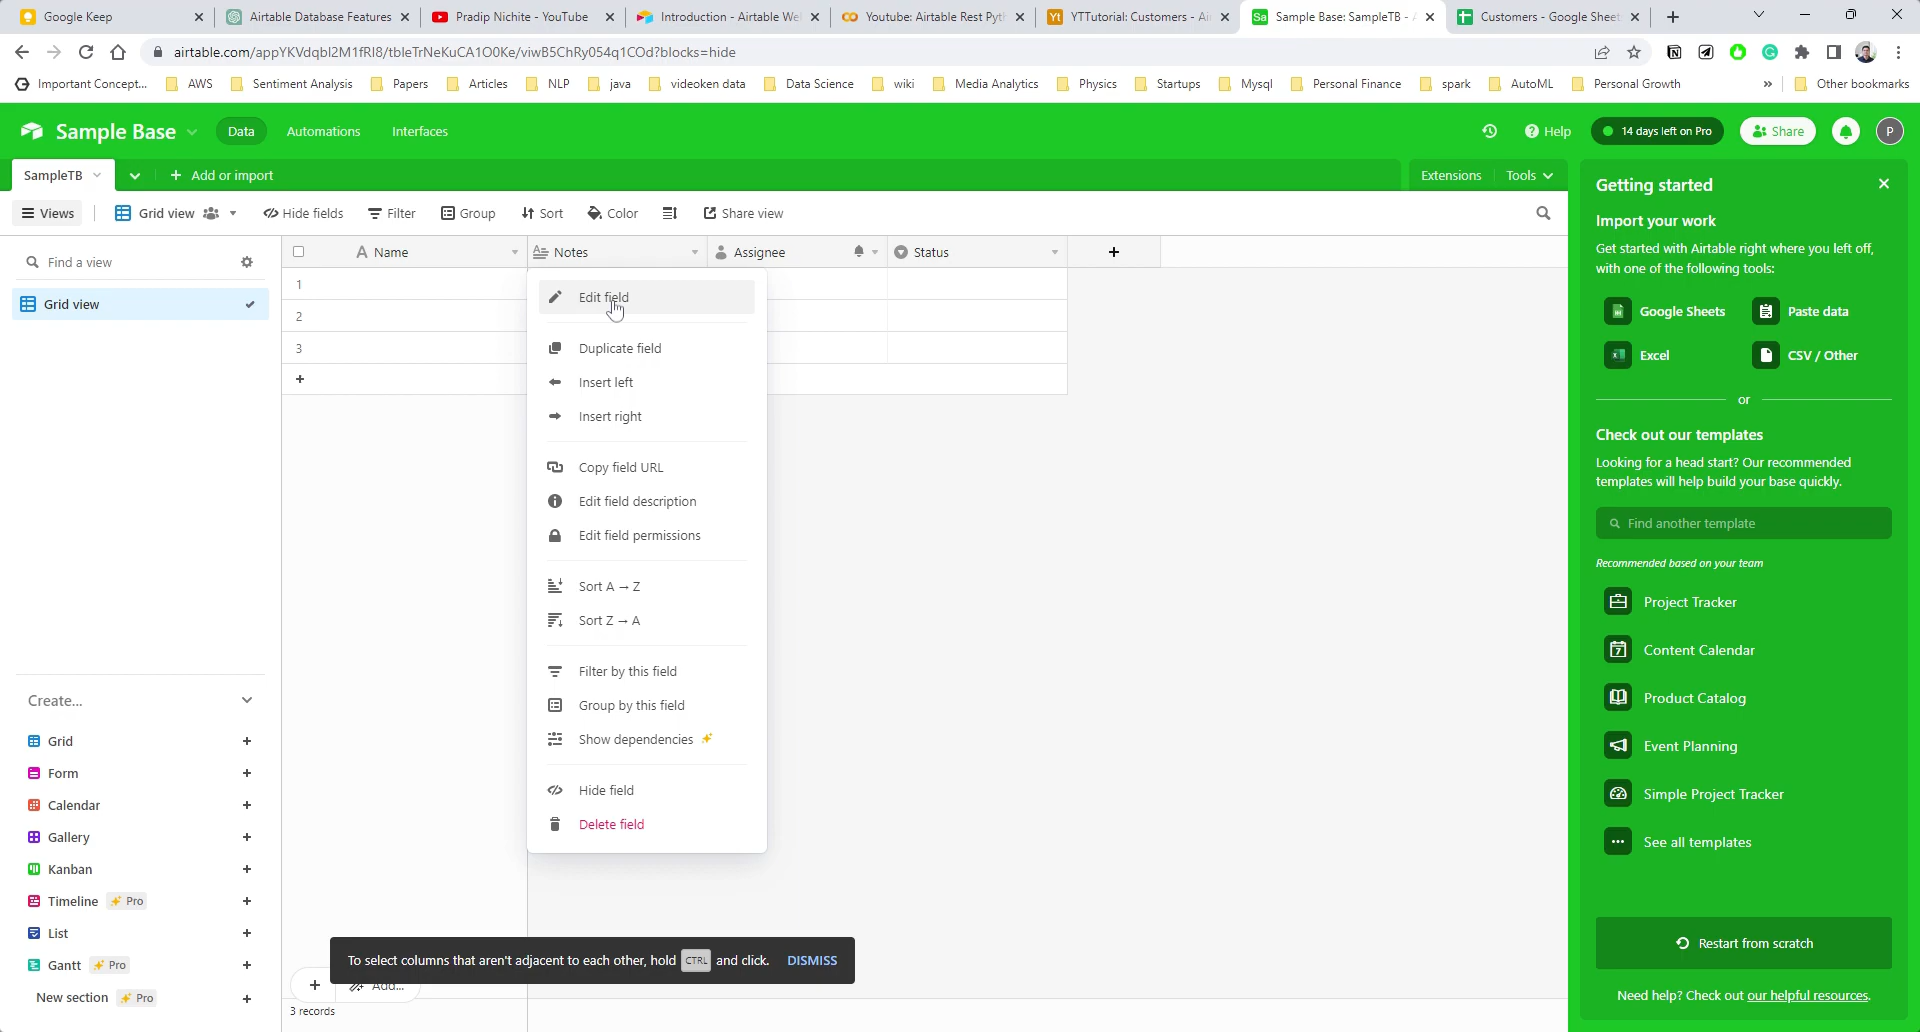 Google Keep
Airtable Database Features
Pradip Nichite - YouTube
Introduction - Airtable We
Youtube: Airtable Rest Pyt
YTTutorial: Customers - Ai
Sample Base: SampleTB - A
Customers - Google Sheet
airtable.com/appYKVdqbI2M1fRI8/tbleTrNeKuCA1O0Ke/viwB5ChRy054q1COd?blocks=hide
Important Concept...
AWS
Sentiment Analysis
Papers
Articles
NLP
java
videoken data
Data Science
wiki
Media Analytics
Physics
Startups
Mysql
Personal Finance
spark
AutoML
Personal Growth
»
Other bookmarks
Sample Base
Data
Automations
Interfaces
Help
14 days left on Pro
Share
P
SampleTB
+ Add or import
Extensions
Tools
Views
Grid view
Hide fields
Filter
Group
Sort
Color
Share view
Find a view
Grid view
Name
Notes
Assignee
Status
+
1
2
3
+
Edit field
Duplicate field
Insert left
Insert right
Copy field URL
Edit field description
Edit field permissions
Sort A → Z
Sort Z → A
Filter by this field
Group by this field
Show dependencies
Hide field
Delete field
Create...
Grid +
Form +
Calendar +
Gallery +
Kanban +
Timeline Pro +
List +
Gantt Pro +
New section Pro +
To select columns that aren't adjacent to each other, hold CTRL and click. DISMISS
+ Add...
3 records
Getting started
Import your work
Get started with Airtable right where you left off,
with one of the following tools:
Google Sheets
Paste data
Excel
CSV / Other
or
Check out our templates
Looking for a head start? Our recommended
templates will help build your base quickly.
Find another template
Recommended based on your team
Project Tracker
Content Calendar
Product Catalog
Event Planning
Simple Project Tracker
See all templates
Restart from scratch
Need help? Check out our helpful resources.